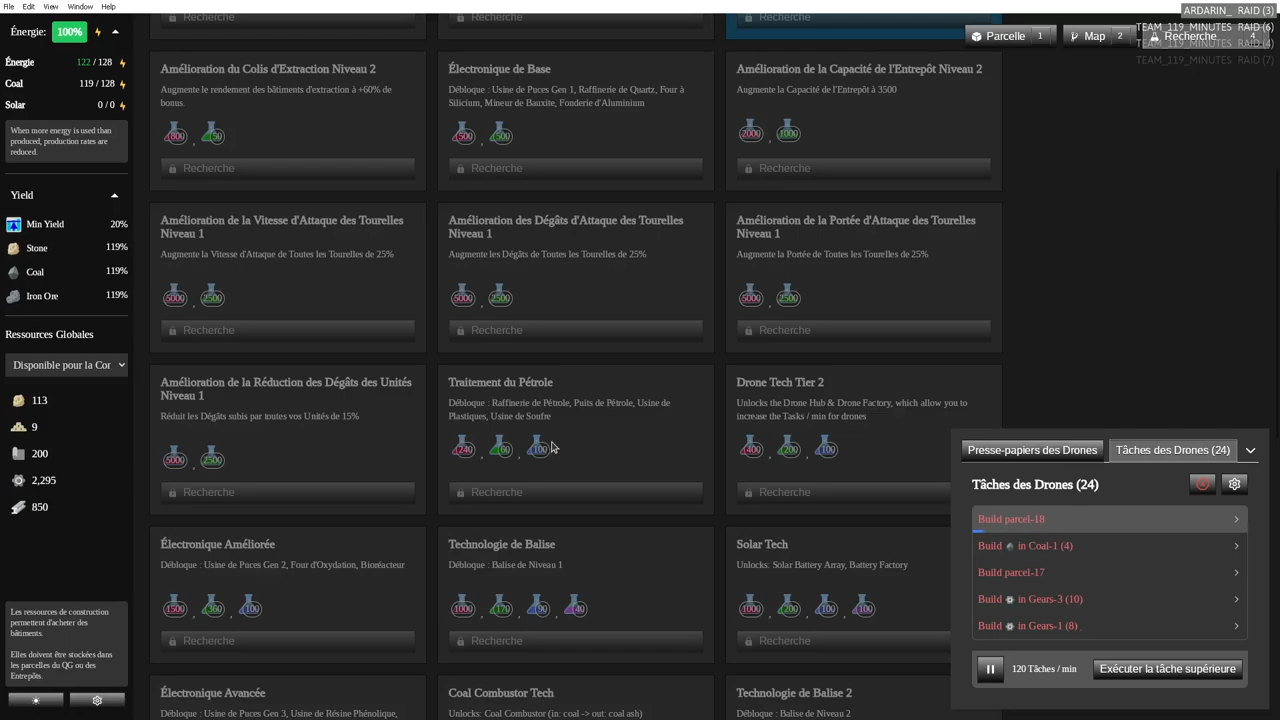 File Edit View Window Help
ARDARIN_ RAID (3)
TEAM_119_MINUTES RAID (6)
TEAM_119_MINUTES RAID (4)
TEAM_119_MINUTES RAID (7)
Énergie: 100%
Énergie 122 / 128
Coal 119 / 128
Solar 0 / 0
When more energy is used than
produced, production rates are
reduced.
Yield
Min Yield 20%
Stone 119%
Coal 119%
Iron Ore 119%
Ressources Globales
Disponible pour la Cor
113
9
200
2,295
850
Les ressources de construction
permettent d'acheter des
bâtiments.
Elles doivent être stockées dans
les parcelles du QG ou des
Entrepôts.
Parcelle 1
Map 2
Recherche 4
Recherche
Recherche
Recherche
Amélioration du Colis d'Extraction Niveau 2
Augmente le rendement des bâtiments d'extraction à +60% de
bonus.
800 , 50
Recherche
Électronique de Base
Débloque : Usine de Puces Gen 1, Raffinerie de Quartz, Four à
Silicium, Mineur de Bauxite, Fonderie d'Aluminium
500 , 500
Recherche
Amélioration de la Capacité de l'Entrepôt Niveau 2
Augmente la Capacité de l'Entrepôt à 3500
2000 , 1000
Recherche
Amélioration de la Vitesse d'Attaque des Tourelles
Niveau 1
Augmente la Vitesse d'Attaque de Toutes les Tourelles de 25%
5000 , 2500
Recherche
Amélioration des Dégâts d'Attaque des Tourelles
Niveau 1
Augmente les Dégâts de Toutes les Tourelles de 25%
5000 , 2500
Recherche
Amélioration de la Portée d'Attaque des Tourelles
Niveau 1
Augmente la Portée de Toutes les Tourelles de 25%
5000 , 2500
Recherche
Amélioration de la Réduction des Dégâts des Unités
Niveau 1
Réduit les Dégâts subis par toutes vos Unités de 15%
5000 , 2500
Recherche
Traitement du Pétrole
Débloque : Raffinerie de Pétrole, Puits de Pétrole, Usine de
Plastiques, Usine de Soufre
240 , 60 , 100
Recherche
Drone Tech Tier 2
Unlocks the Drone Hub & Drone Factory, which allow you to
increase the Tasks / min for drones
400 , 200 , 100
Recherche
Électronique Améliorée
Débloque : Usine de Puces Gen 2, Four d'Oxydation, Bioréacteur
1500 , 360 , 100
Recherche
Technologie de Balise
Débloque : Balise de Niveau 1
1000 , 170 , 90 , 40
Recherche
Solar Tech
Unlocks: Solar Battery Array, Battery Factory
1000 , 200 , 100 , 100
Recherche
Électronique Avancée
Débloque : Usine de Puces Gen 3, Usine de Résine Phénolique,
Coal Combustor Tech
Unlocks: Coal Combustor (in: coal -> out: coal ash)
Technologie de Balise 2
Débloque : Balise de Niveau 2
Presse-papiers des Drones
Tâches des Drones (24)
Tâches des Drones (24)
Build parcel-18
Build in Coal-1 (4)
Build parcel-17
Build in Gears-3 (10)
Build in Gears-1 (8)
120 Tâches / min
Exécuter la tâche supérieure